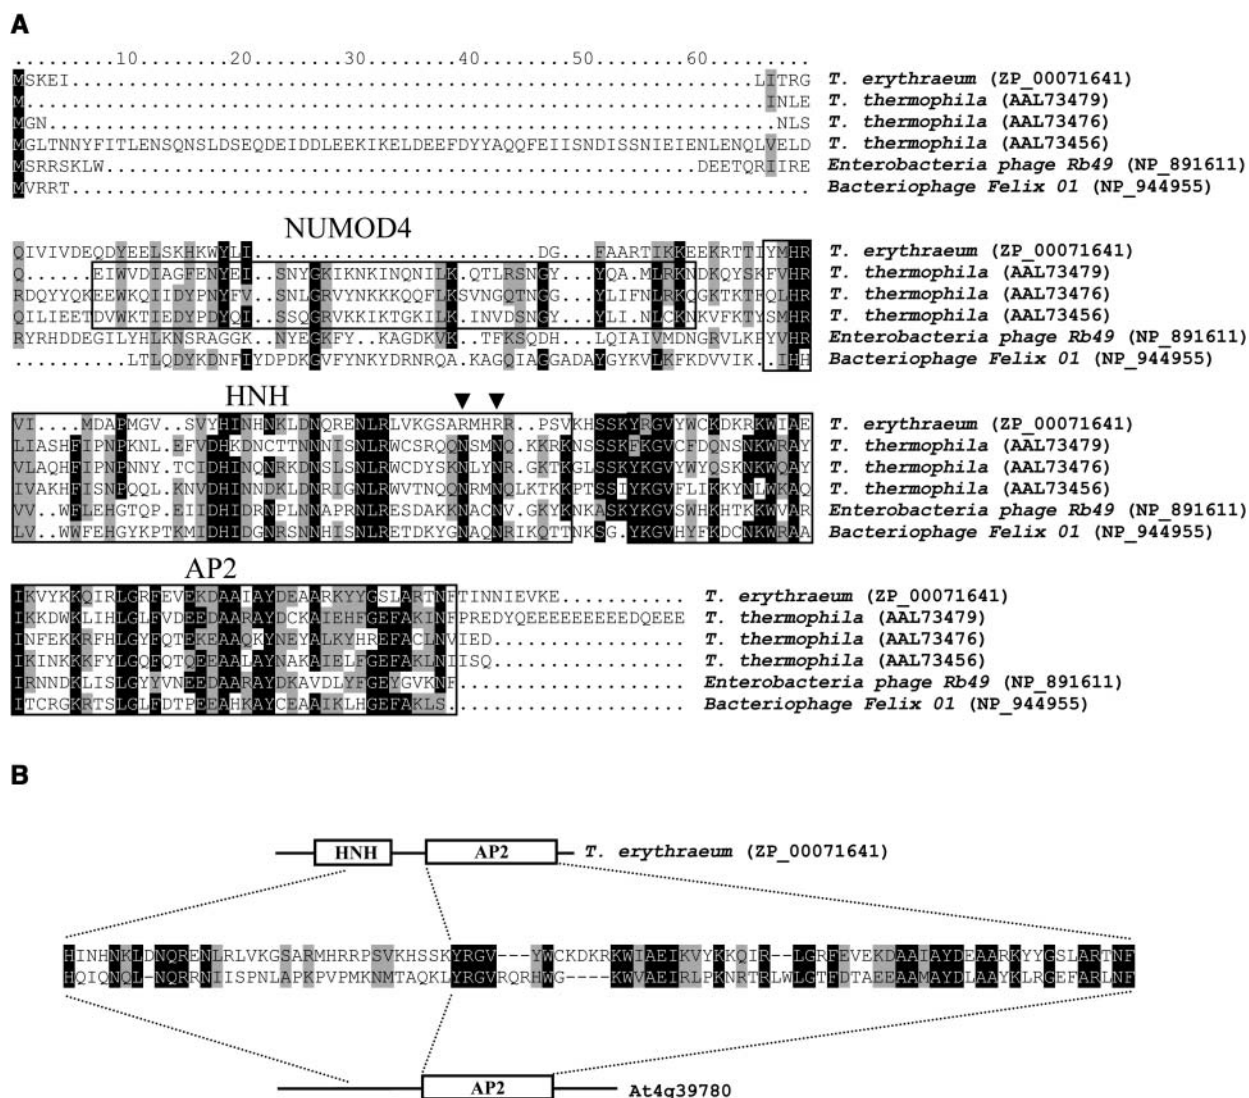 A
.........10........20........30........40........50........60.........
MSKEI............................................................LITRG T. erythraeum (ZP_00071641)
M.................................................................INLE T. thermophila (AAL73479)
MGN................................................................NLS T. thermophila (AAL73476)
MGLTNNYFITLENSQNSLDSEQDEIDDLEEKIKELDEEFDYYAQQFEIISNDISSNIEIENLENQLVELD T. thermophila (AAL73456)
MSRRSKLW....................................................DEETQRIIRE Enterobacteria phage Rb49 (NP_891611)
MVRRT................................................................. Bacteriophage Felix 01 (NP_944955)
NUMOD4
QIVIVDEQDYEELSKHKWYLI.........................DG...FAARTIKKEEKRTTIYMHR T. erythraeum (ZP_00071641)
Q......EIWVDIAGFENYEI..SNYGKIKNKINQNILK.QTLRSNGY...YQA.MLRKNDKQYSKFVHR T. thermophila (AAL73479)
RDQYYQKEEWKQIIDYPNYFV..SNLGRVYNKKKQQFLKSVNGQTNGG...YLIFNLRKQGKTKTFQLHR T. thermophila (AAL73476)
QILIEETDVWKTIEDYPDYQI..SSQGRVKKIKTGKILK.INVDSNGY...YLI.NLCKNKVFKTYSMHR T. thermophila (AAL73456)
RYRHDDEGILYHLKNSRAGGK..NYEGKFY..KAGDKVK..TFKSQDH...LQIAIVMDNGRVLKPYVHR Enterobacteria phage Rb49 (NP_891611)
..........LTLQDYKDNFIYDPDKGVFYNKYDRNRQA.KAGQIAGGADAYGYKVLKFKDVVIK..IHH Bacteriophage Felix 01 (NP_944955)
HNH
VI....MDAPMGV..SVYHINHNKLDNQRENLRLVKGSARMHRR..PSVKHSSKYRGVYWCKDKRKWIAE T. erythraeum (ZP_00071641)
LIASHFIPNPKNL.EFVDHKDNCTTNNNISNLRWCSRQQNSMNQ.KKRKNSSKFKGVCFDQNSNKWQAY T. thermophila (AAL73479)
VLAQHFIPNPNNY.TCIDHINQNRKDNSLSNLRWCDYSKNLYNR.GKTKGLSSKYKGVYWYQSKNKWQAY T. thermophila (AAL73476)
IVAKHFISNPQQL.KNVDHINNDKLDNRIGNLRWVTNQQNRMNQLKTKKPTSSIYKGVFLIKKYNLWKAQ T. thermophila (AAL73456)
VV..WFLEHGTQP.EIIDHIDRNPLNNAPRNLRESDAKKNACNV.GKYKNKASKYKGVSWHKHTKKWVAR Enterobacteria phage Rb49 (NP_891611)
LV..WWFEHGYKPTKMIDHIDGNRSNNHISNLRETDKYGNAQNRIKQTTNKSG.YKGVHYFKDCNKWRAA Bacteriophage Felix 01 (NP_944955)
AP2
IKVYKKQIRLGRFEVEKDAAIAYDEAARKYYGSLARTNFTINNIEVKE........... T. erythraeum (ZP_00071641)
IKKDWKLIHLGLFVDEEDAARAYDCKAIEHFGEFAKINFPREDYQEEEEEEEEEDQEEE T. thermophila (AAL73479)
INFEKKRFHLGYFQTEKEAAQKYNEYALKYHREFACLNVIED................. T. thermophila (AAL73476)
IKINKKKFYLGQFQTQEEAALAYNAKAIELFGEFAKLNIISQ................. T. thermophila (AAL73456)
IRNNDKLISLGYYVNEEDAARAYDKAVDLYFGEYGVKNF.................... Enterobacteria phage Rb49 (NP_891611)
ITCRGKRTSLGLFDTPEEAHKAYCEAAIKLHGEFAKLS..................... Bacteriophage Felix 01 (NP_944955)
B
HNH AP2 T. erythraeum (ZP_00071641)
HINHNKLDNQRENLRLVKGSARMHRRPSVKHSSKYRGV---YWCKDKRKWIAEIKVYKKQIR--LGRFEVEKDAAIAYDEAARKYYGSLARTNF
HQIQNQL-NQRRNIISPNLAPKPVPMKNMTAQKLYRGVRQRHWG----KWVAEIRLPKNRTRLWLGTFDTAEEAAMAYDLAAYKLRGEFARLNF
AP2 At4g39780